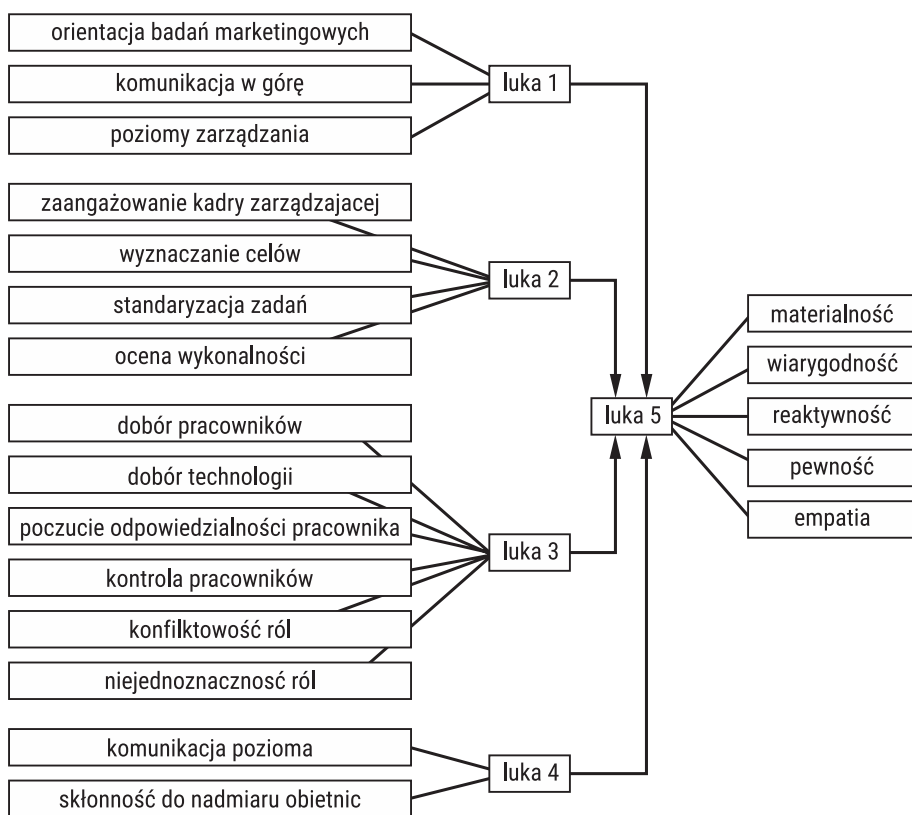 orientacja badań marketingowych
komunikacja w górę
poziomy zarządzania
luka 1
zaangażowanie kadry zarządzajacej
wyznaczanie celów
standaryzacja zadań
ocena wykonalności
luka 2
dobór pracowników
dobór technologii
poczucie odpowiedzialności pracownika
kontrola pracowników
konfilktowość ról
niejednoznacznosć ról
luka 3
komunikacja pozioma
skłonność do nadmiaru obietnic
luka 4
luka 5
materialność
wiarygodność
reaktywność
pewność
empatia